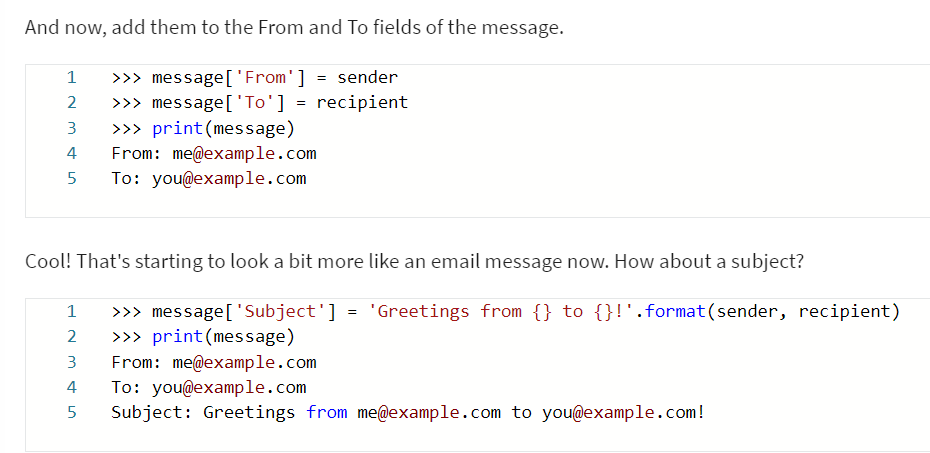 And now, add them to the From and To fields of the message.
1 >>> message['From'] = sender
2 >>> message['To'] = recipient
3 >>> print(message)
4 From: me@example.com
5 To: you@example.com
Cool! That's starting to look a bit more like an email message now. How about a subject?
1 >>> message['Subject'] = 'Greetings from {} to {}!'.format(sender, recipient)
2 >>> print(message)
3 From: me@example.com
4 To: you@example.com
5 Subject: Greetings from me@example.com to you@example.com!